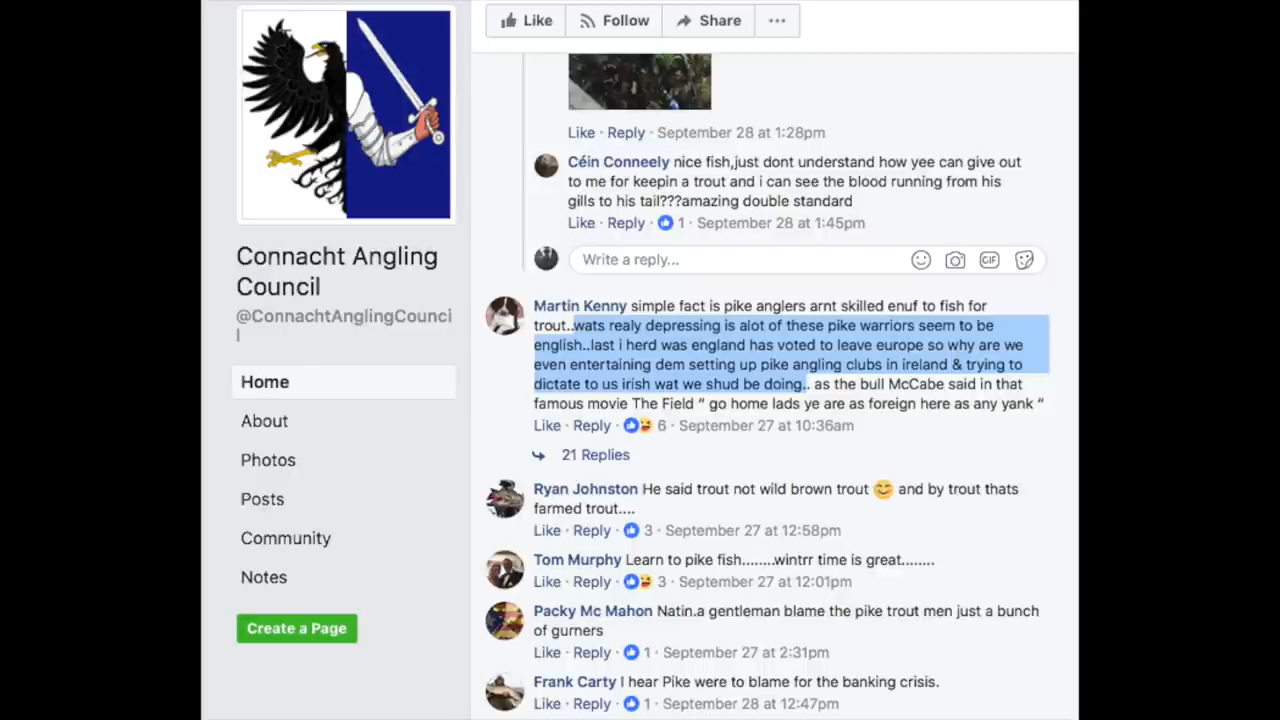 Like
Follow
Share
Connacht Angling
Council
@ConnachtAnglingCounci
l
Home
About
Photos
Posts
Community
Notes
Create a Page
Like · Reply · September 28 at 1:28pm
Céin Conneely nice fish,just dont understand how yee can give out
to me for keepin a trout and i can see the blood running from his
gills to his tail???amazing double standard
Like · Reply · 1 · September 28 at 1:45pm
Write a reply...
GIF
Martin Kenny simple fact is pike anglers arnt skilled enuf to fish for
trout..wats realy depressing is alot of these pike warriors seem to be
english..last i herd was england has voted to leave europe so why are we
even entertaining dem setting up pike angling clubs in ireland & trying to
dictate to us irish wat we shud be doing.. as the bull McCabe said in that
famous movie The Field “ go home lads ye are as foreign here as any yank “
Like · Reply · 6 · September 27 at 10:36am
21 Replies
Ryan Johnston He said trout not wild brown trout 😊 and by trout thats
farmed trout....
Like · Reply · 3 · September 27 at 12:58pm
Tom Murphy Learn to pike fish........wintrr time is great........
Like · Reply · 3 · September 27 at 12:01pm
Packy Mc Mahon Natin.a gentleman blame the pike trout men just a bunch
of gurners
Like · Reply · 1 · September 27 at 2:31pm
Frank Carty I hear Pike were to blame for the banking crisis.
Like · Reply · 1 · September 28 at 12:47pm